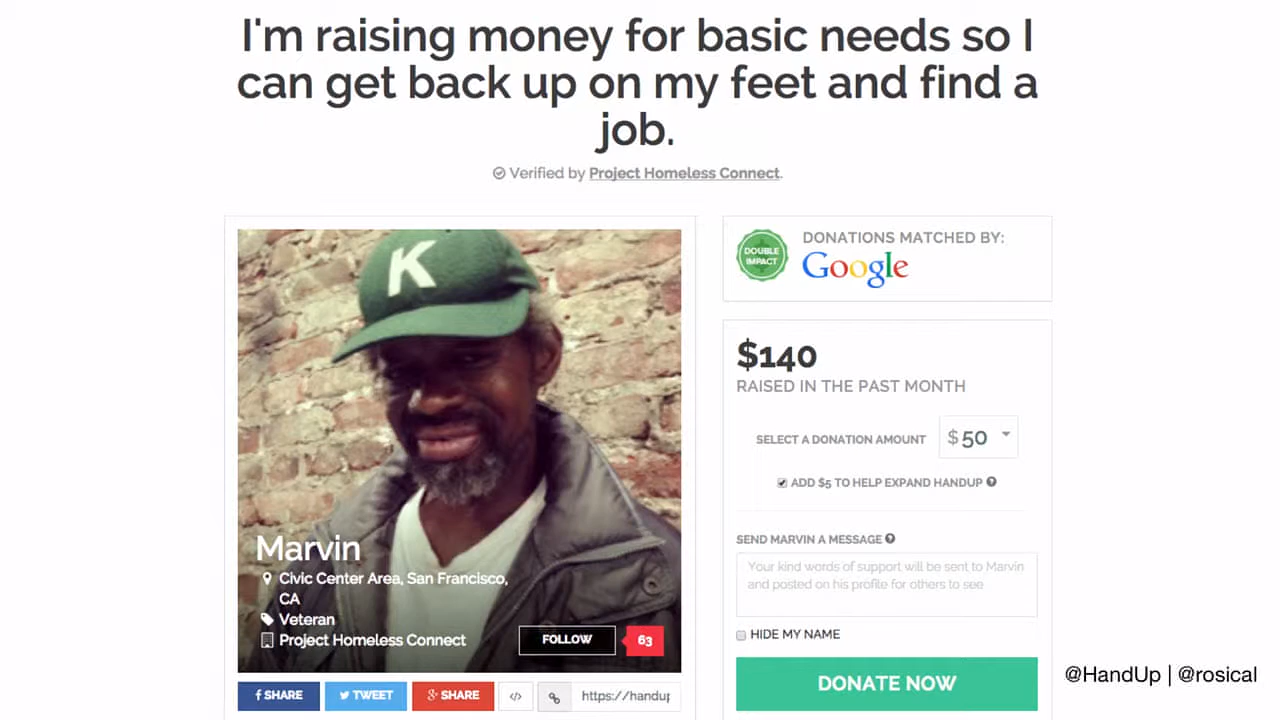 I'm raising money for basic needs so I
can get back up on my feet and find a
job.
Verified by Project Homeless Connect.
K
Marvin
Civic Center Area, San Francisco,
CA
Veteran
Project Homeless Connect
FOLLOW
63
SHARE
TWEET
SHARE
</>
https://handup
DOUBLE
IMPACT
DONATIONS MATCHED BY:
Google
$140
RAISED IN THE PAST MONTH
SELECT A DONATION AMOUNT
$ 50
ADD $5 TO HELP EXPAND HANDUP
SEND MARVIN A MESSAGE
Your kind words of support will be sent to Marvin
and posted on his profile for others to see
HIDE MY NAME
DONATE NOW
@HandUp | @rosical